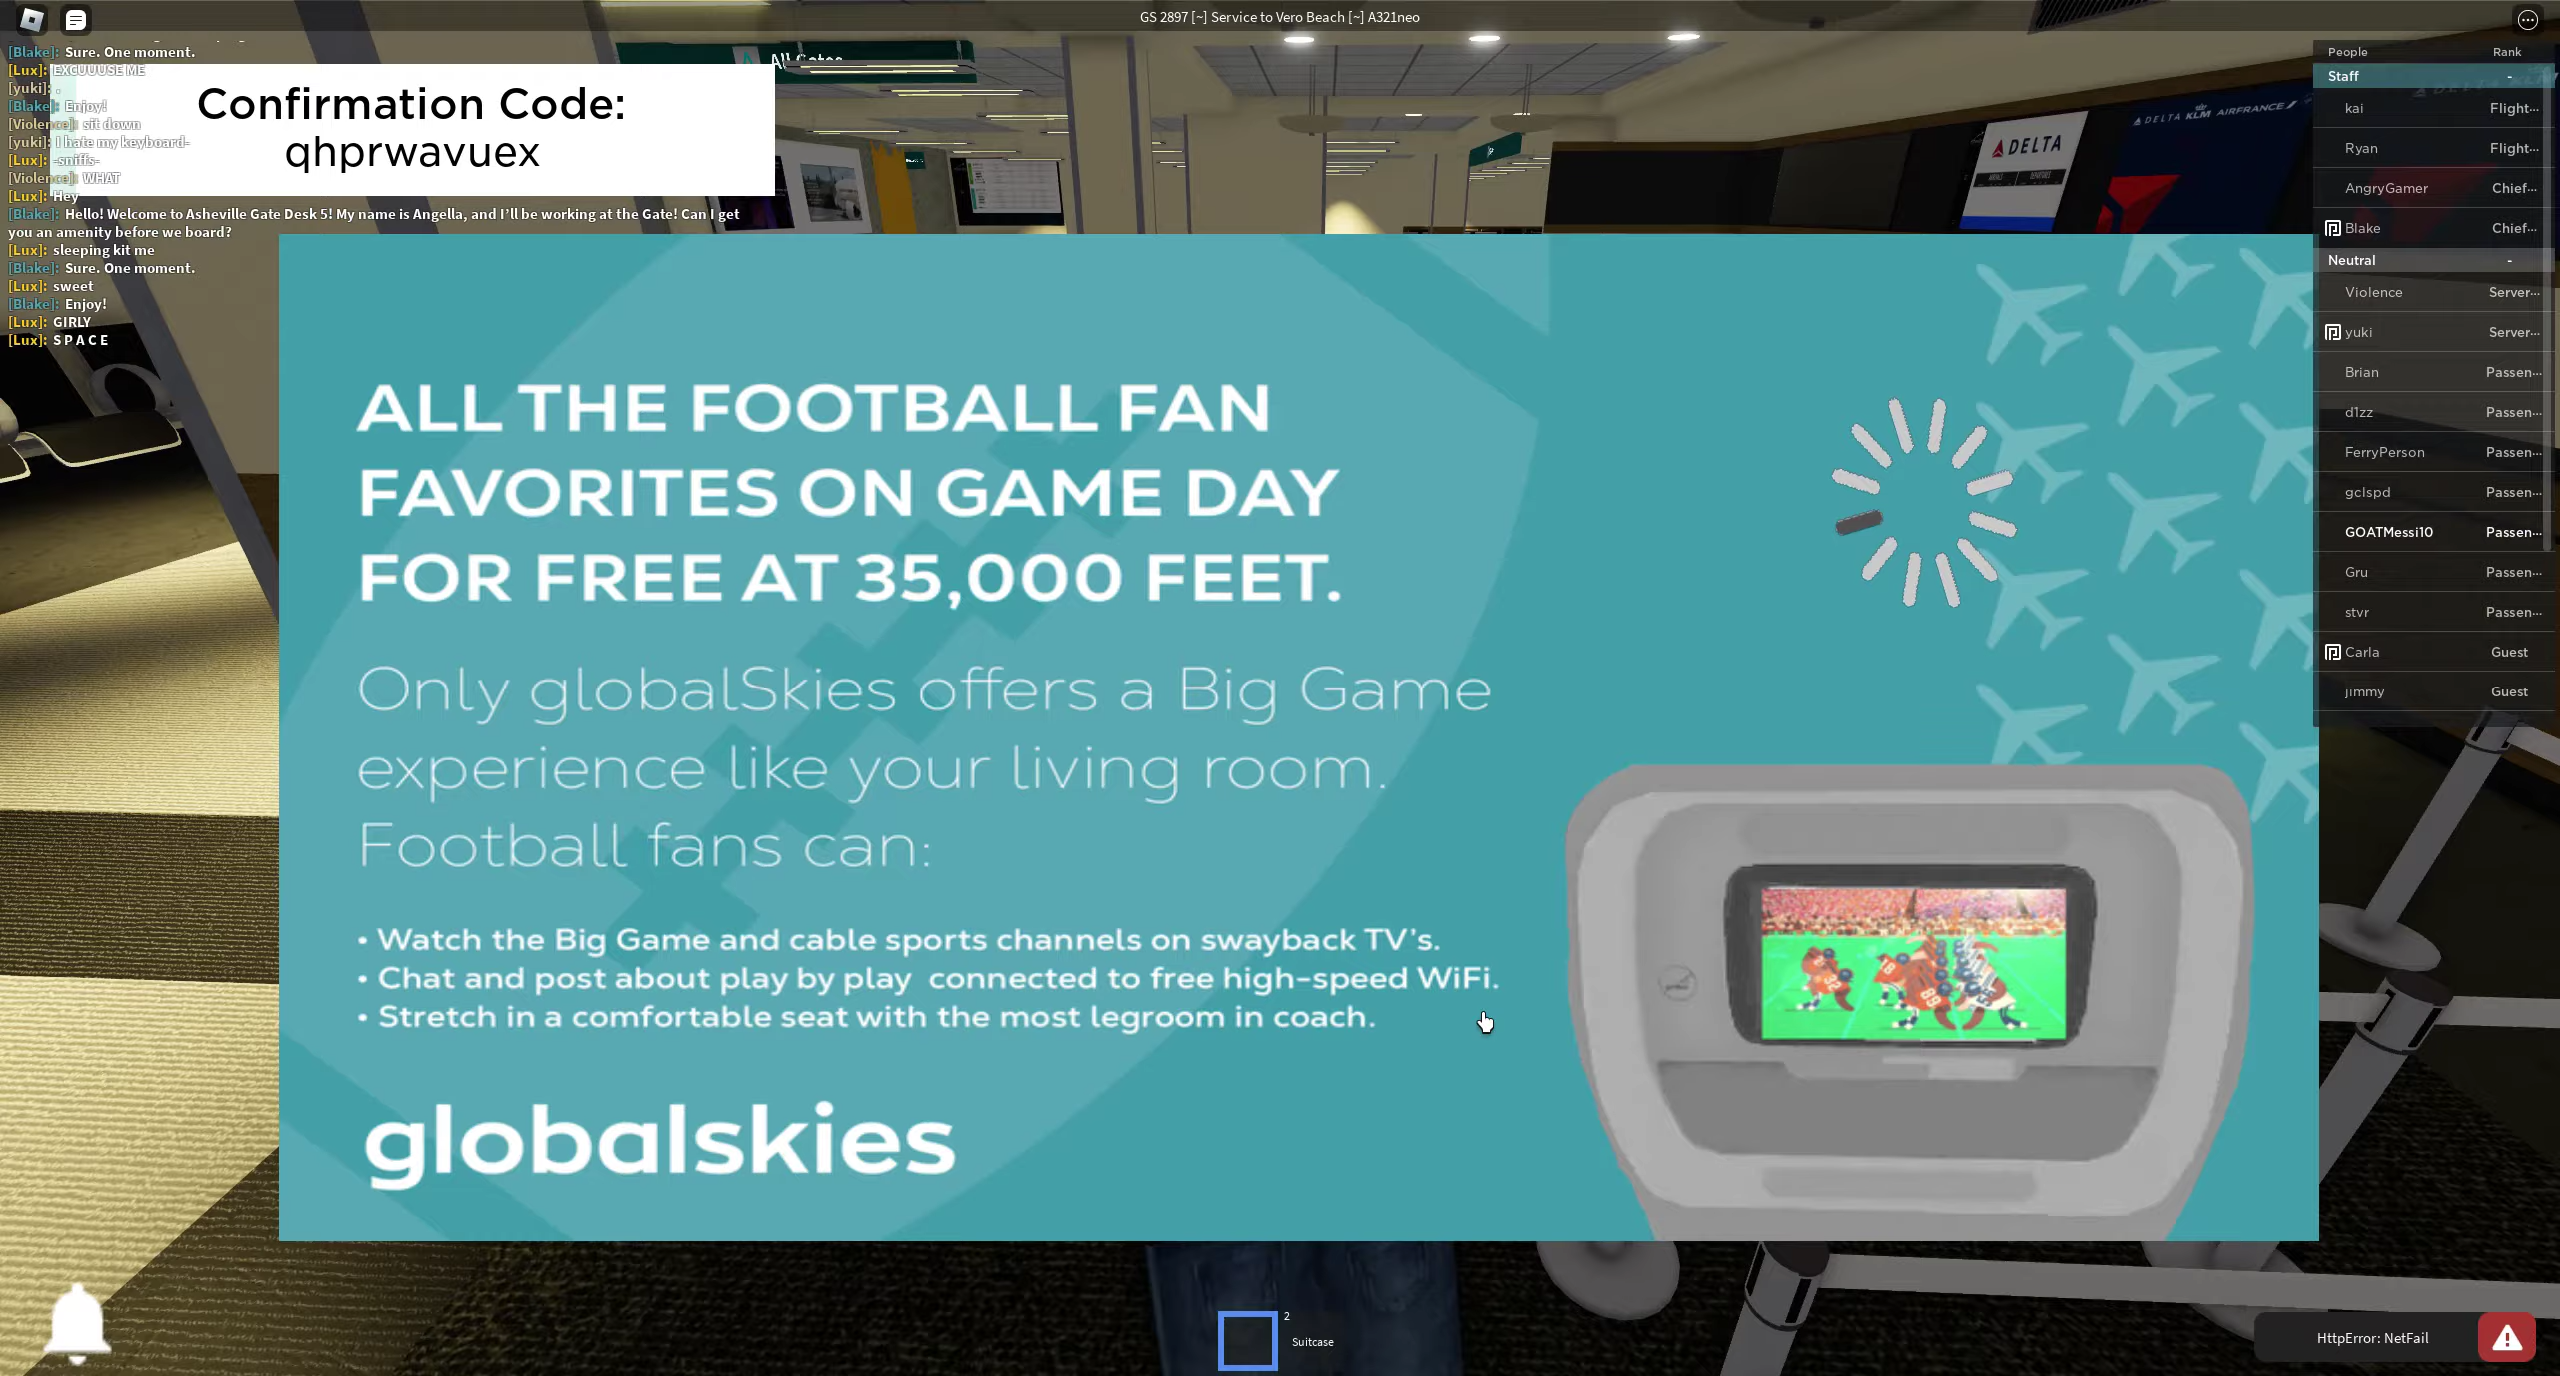 GS 2897 [~] Service to Vero Beach [~] A321neo
[Blake]: Sure. One moment.
[Lux]: EXCUUUSE ME
[yuki]: .
[Blake]: Enjoy!
[Violence]: sit down
[yuki]: I hate my keyboard-
[Lux]: -sniffs-
[Violence]: WHAT
[Lux]: Hey
[Blake]: Hello! Welcome to Asheville Gate Desk 5! My name is Angella, and I'll be working at the Gate! Can I get
you an amenity before we board?
[Lux]: sleeping kit me
[Blake]: Sure. One moment.
[Lux]: sweet
[Blake]: Enjoy!
[Lux]: GIRLY
[Lux]: S P A C E
Confirmation Code:
qhprwavuex
All Gates
DELTA
DELTA KLM AIRFRANCE
People Rank
Staff -
kai Flight...
Ryan Flight...
AngryGamer Chief...
Blake Chief...
Neutral -
Violence Server...
yuki Server...
Brian Passen...
d1zz Passen...
FerryPerson Passen...
gclspd Passen...
GOATMessi10 Passen...
Gru Passen...
stvr Passen...
Carla Guest
jimmy Guest
ALL THE FOOTBALL FAN
FAVORITES ON GAME DAY
FOR FREE AT 35,000 FEET.
Only globalSkies offers a Big Game
experience like your living room.
Football fans can:
• Watch the Big Game and cable sports channels on swayback TV's.
• Chat and post about play by play connected to free high-speed WiFi.
• Stretch in a comfortable seat with the most legroom in coach.
globalskies
32
18
89
2
Suitcase
HttpError: NetFail